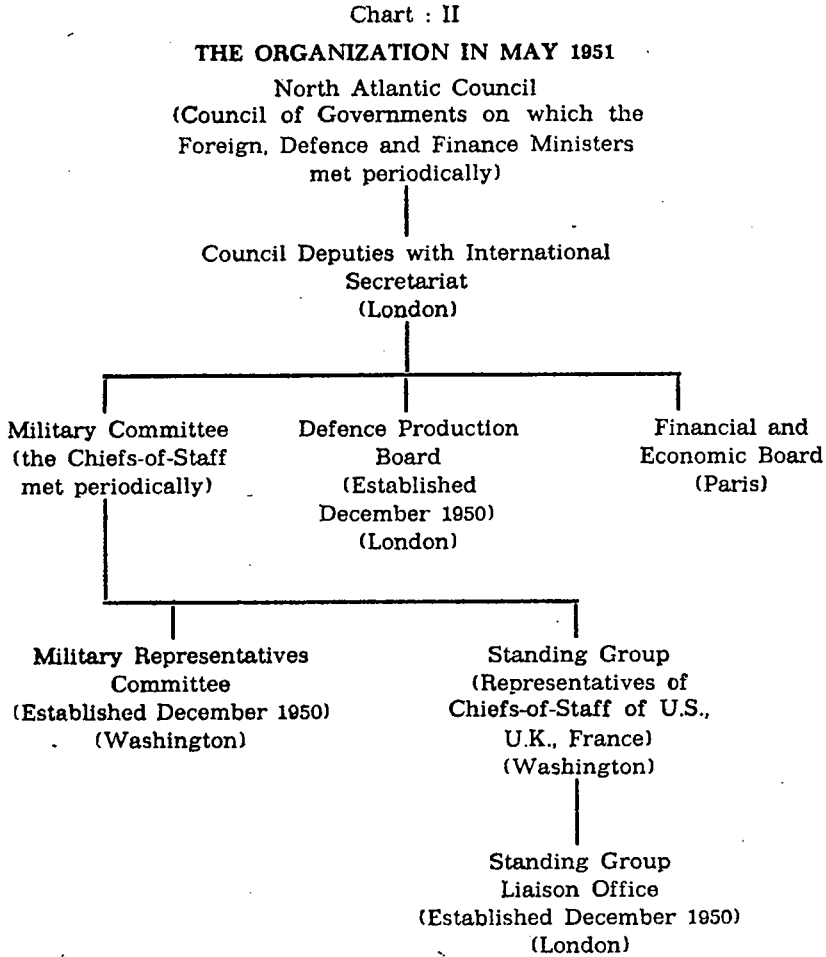 Chart : II
THE ORGANIZATION IN MAY 1951
North Atlantic Council
(Council of Governments on which the
Foreign, Defence and Finance Ministers
met periodically)
Council Deputies with International
Secretariat
(London)
Military Committee
(the Chiefs-of-Staff
met periodically)
Defence Production
Board
(Established
December 1950)
(London)
Financial and
Economic Board
(Paris)
Military Representatives
Committee
(Established December 1950)
(Washington)
Standing Group
(Representatives of
Chiefs-of-Staff of U.S.,
U.K., France)
(Washington)
Standing Group
Liaison Office
(Established December 1950)
(London)